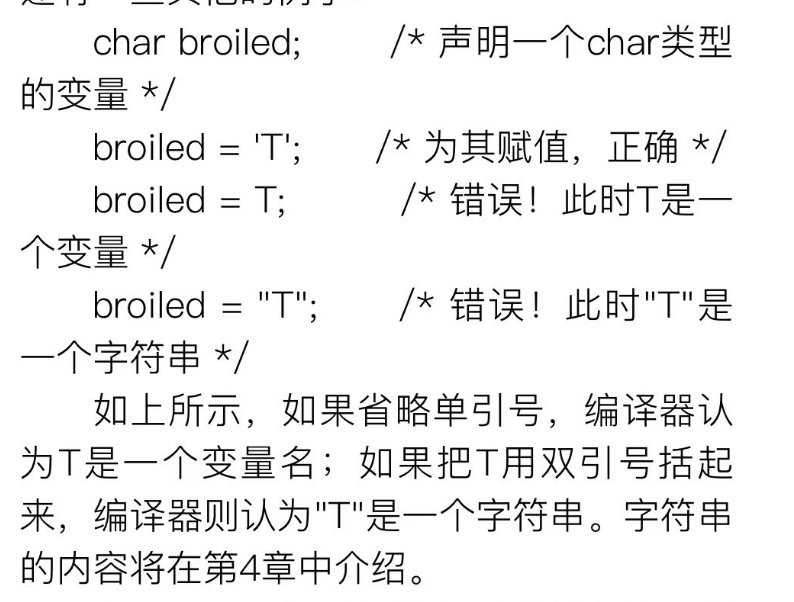 char broiled; /* 声明一个char类型
的变量 */
broiled = 'T'; /* 为其赋值，正确 */
broiled = T; /* 错误！此时T是一
个变量 */
broiled = "T"; /* 错误！此时"T"是
一个字符串 */
如上所示，如果省略单引号，编译器认
为T是一个变量名；如果把T用双引号括起
来，编译器则认为"T"是一个字符串。字符串
的内容将在第4章中介绍。